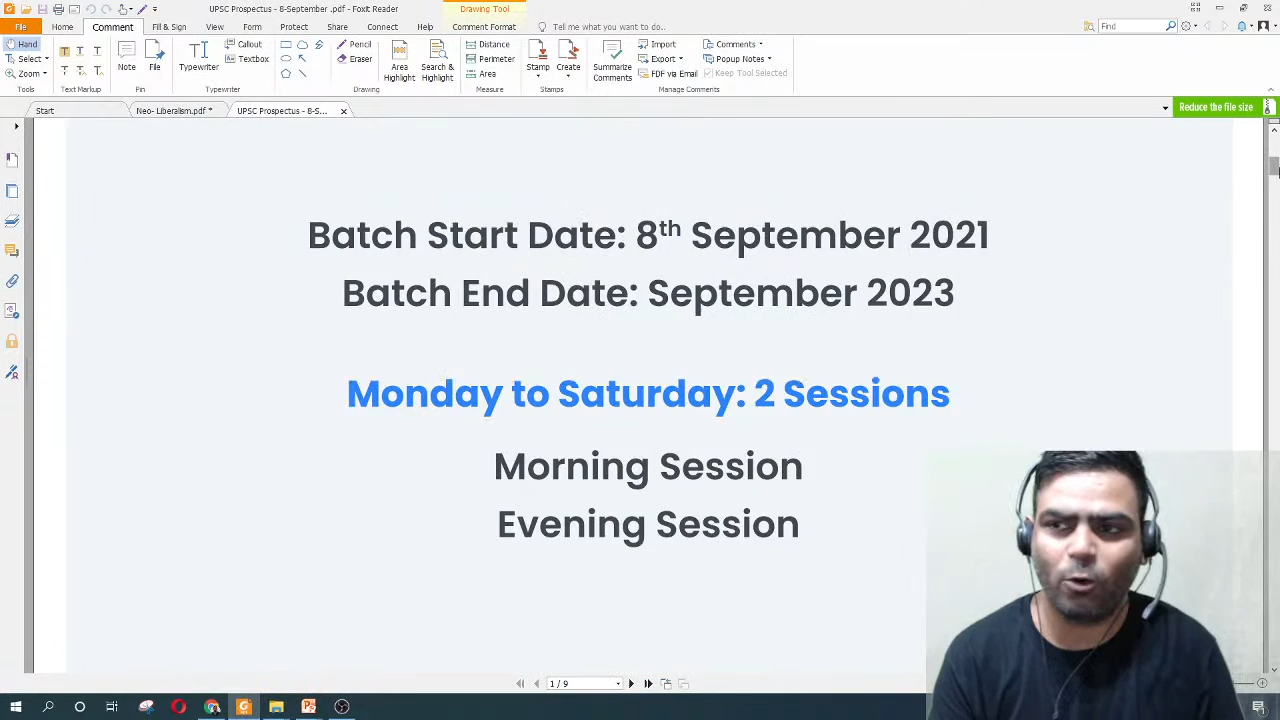 UPSC Prospectus - 8-September .pdf - Foxit Reader
Drawing Tool
File
Home
Comment
Fill & Sign
Form
Protect
Share
Connect
Help
Comment Format
Tell me what you want to do..
Find
Hand
Select
Zoom
Tools
Text Markup
Note
File
Pin
Typewriter
Callout
Textbox
Typewriter
Pencil
Eraser
Area Highlight
Search & Highlight
Drawing
Distance
Perimeter
Area
Measure
Stamp
Create
Stamps
Summarize Comments
Import
Export
FDF via Email
Comments
Popup Notes
Keep Tool Selected
Manage Comments
Start
Neo- Liberalism.pdf *
UPSC Prospectus - 8-S...
Reduce the file size
Batch Start Date: 8th September 2021
Batch End Date: September 2023
Monday to Saturday: 2 Sessions
Morning Session
Evening Session
1 / 9